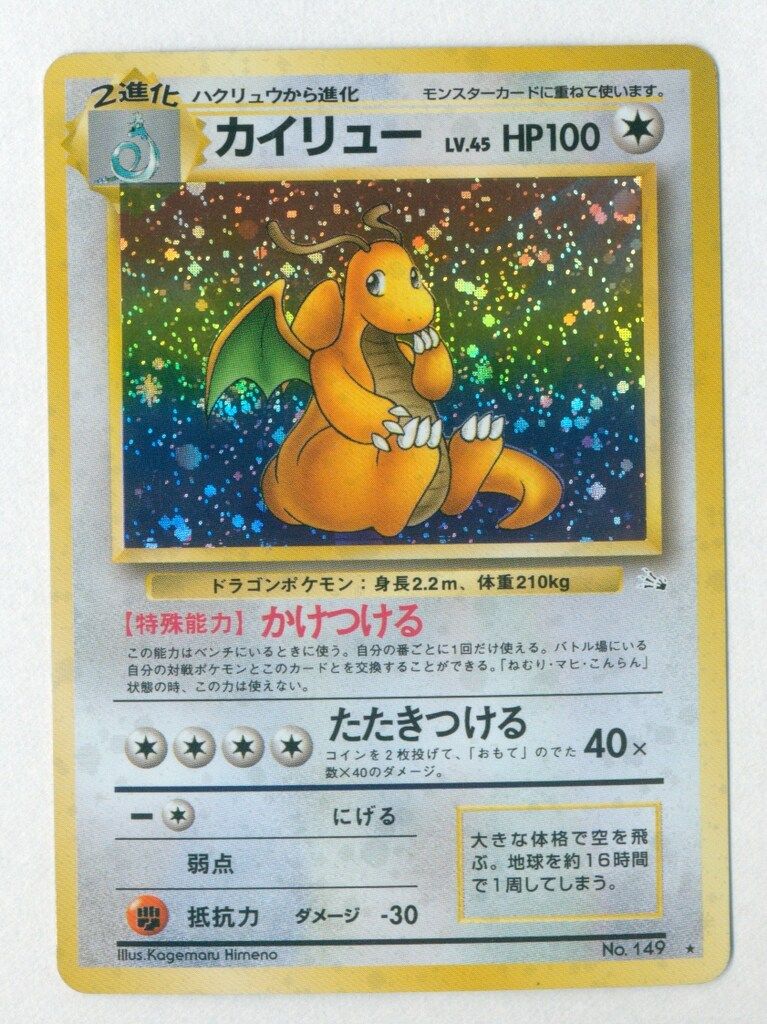 2進化 ハクリュウから進化 モンスターカードに重ねて使います。
カイリュー LV.45 HP100
ドラゴンポケモン：身長2.2m、体重210kg
【特殊能力】かけつける
この能力はベンチにいるときに使う。自分の番ごとに1回だけ使える。バトル場にいる
自分の対戦ポケモンとこのカードとを交換することができる。「ねむり・マヒ・こんらん」
状態の時、この力は使えない。
たたきつける 40×
コインを2枚投げて、「おもて」のでた
数×40のダメージ。
にげる
弱点
抵抗力 ダメージ -30
大きな体格で空を飛
ぶ。地球を約16時間
で1周してしまう。
Illus.Kagemaru Himeno No. 149 ★